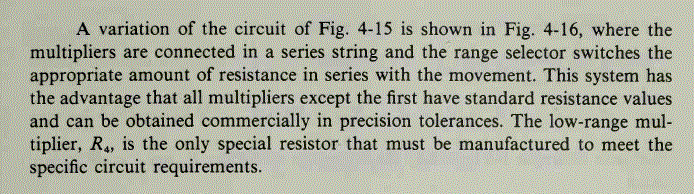 A variation of the circuit of Fig. 4-15 is shown in Fig. 4-16, where the
multipliers are connected in a series string and the range selector switches the
appropriate amount of resistance in series with the movement. This system has
the advantage that all multipliers except the first have standard resistance values
and can be obtained commercially in precision tolerances. The low-range mul-
tiplier, R₄, is the only special resistor that must be manufactured to meet the
specific circuit requirements.